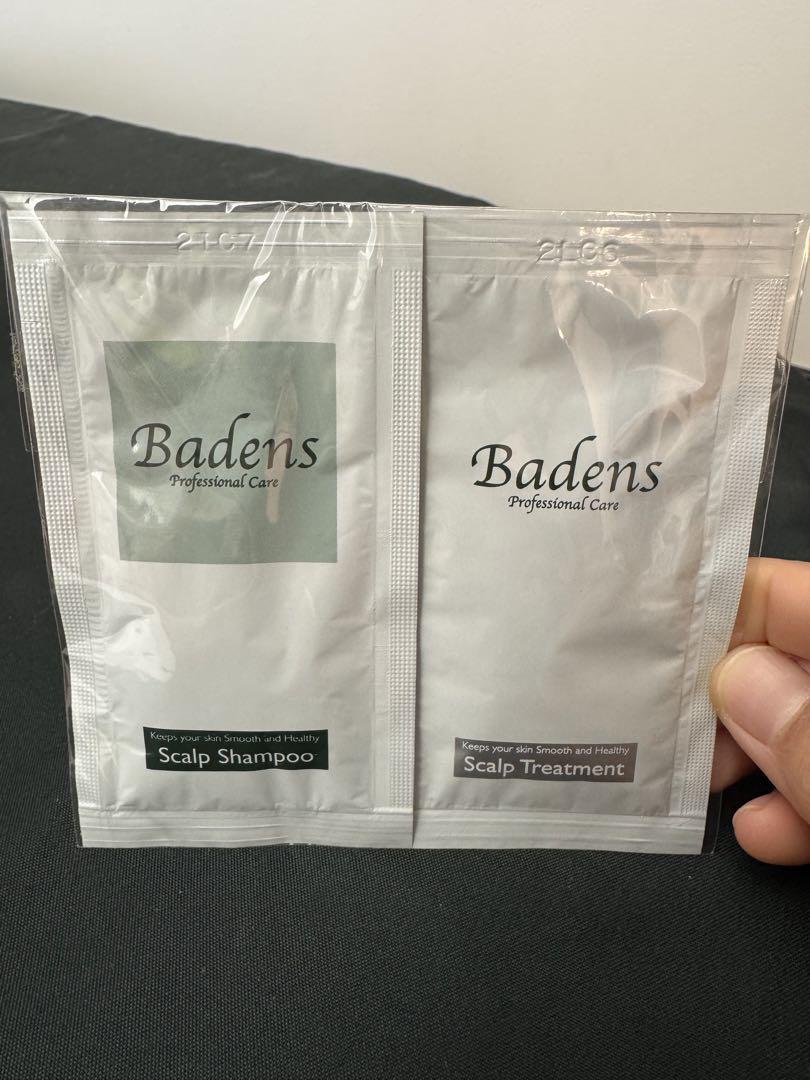 Badens
Professional Care
Keeps your skin Smooth and Healthy
Scalp Shampoo
Badens
Professional Care
Keeps your skin Smooth and Healthy
Scalp Treatment